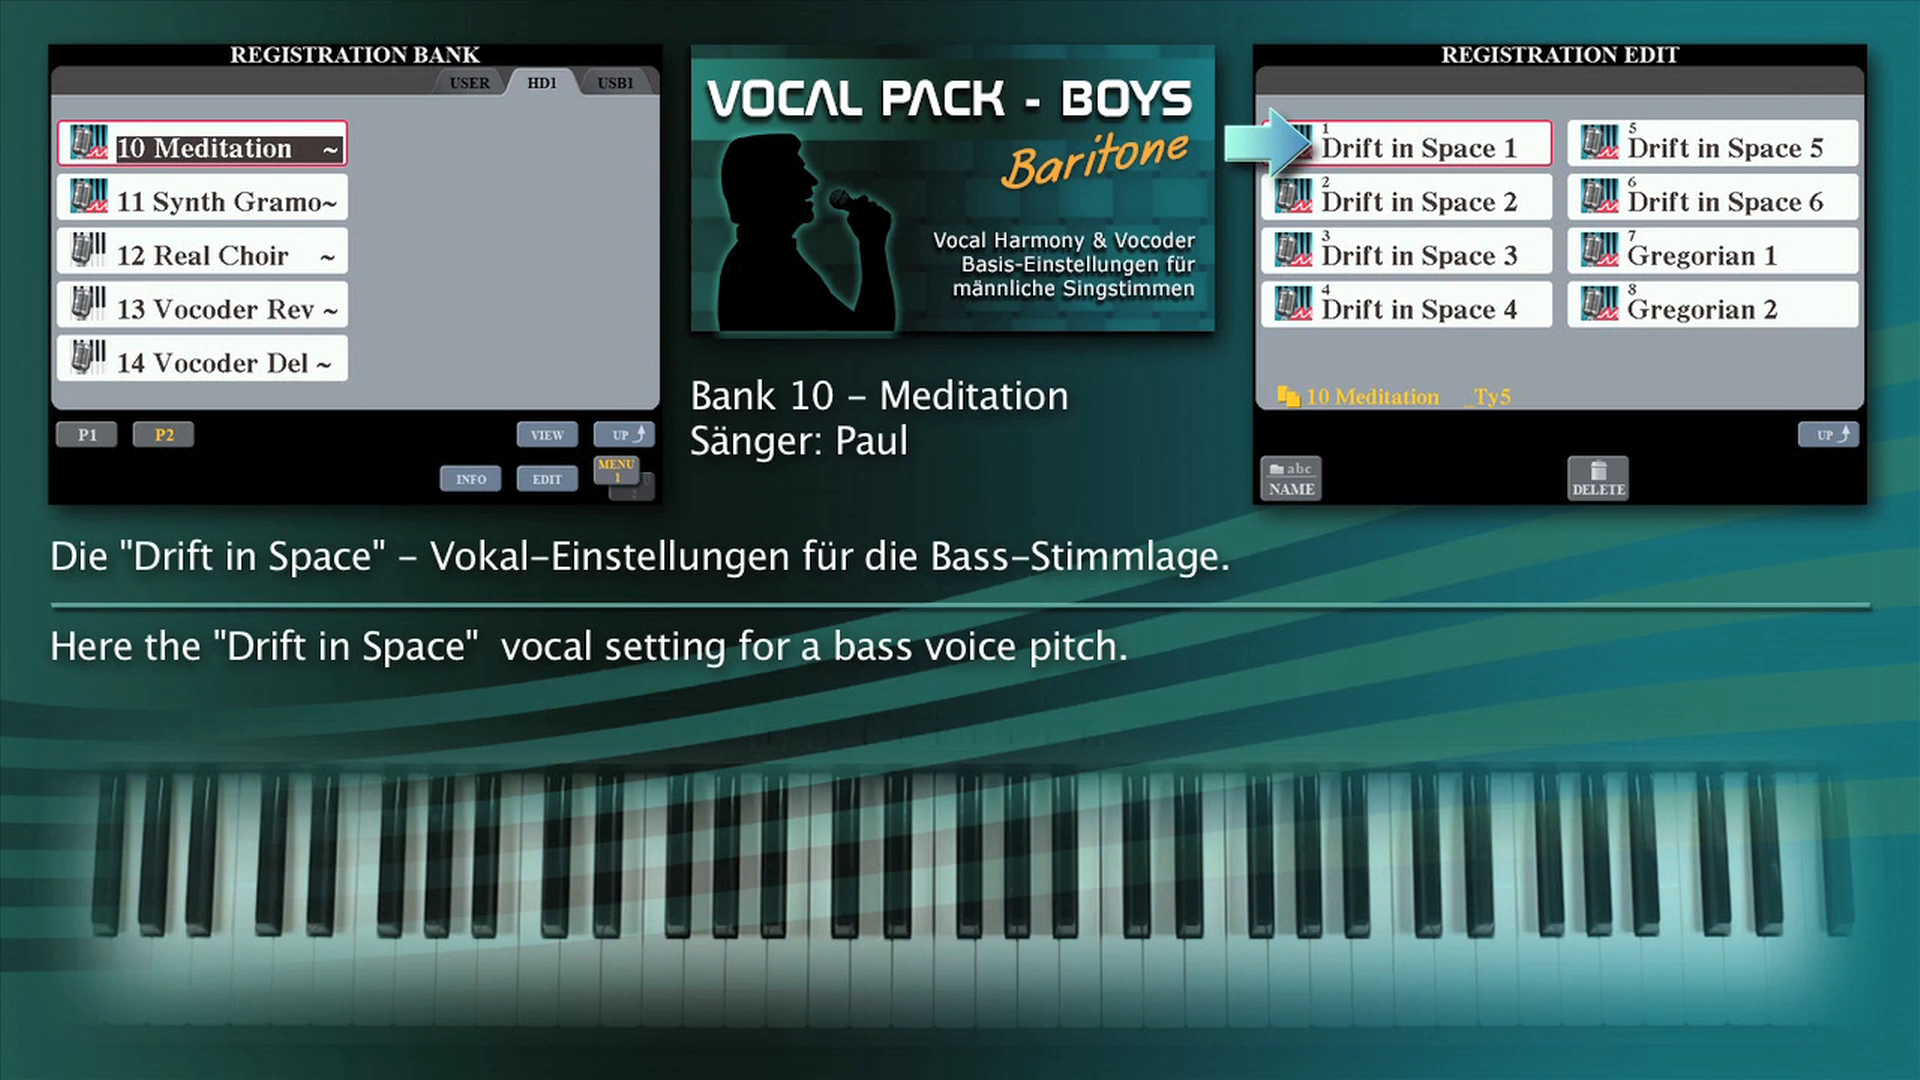 REGISTRATION BANK
USER HD1 USB1
10 Meditation ~
11 Synth Gramo~
12 Real Choir ~
13 Vocoder Rev ~
14 Vocoder Del ~
P1 P2 VIEW UP
INFO EDIT MENU 1
2
VOCAL PACK - BOYS
Baritone
Vocal Harmony & Vocoder
Basis-Einstellungen für
männliche Singstimmen
Bank 10 - Meditation
Sänger: Paul
REGISTRATION EDIT
1 Drift in Space 1
2 Drift in Space 2
3 Drift in Space 3
4 Drift in Space 4
5 Drift in Space 5
6 Drift in Space 6
7 Gregorian 1
8 Gregorian 2
10 Meditation _Ty5
UP
abc
NAME
DELETE
Die "Drift in Space" - Vokal-Einstellungen für die Bass-Stimmlage.
Here the "Drift in Space" vocal setting for a bass voice pitch.